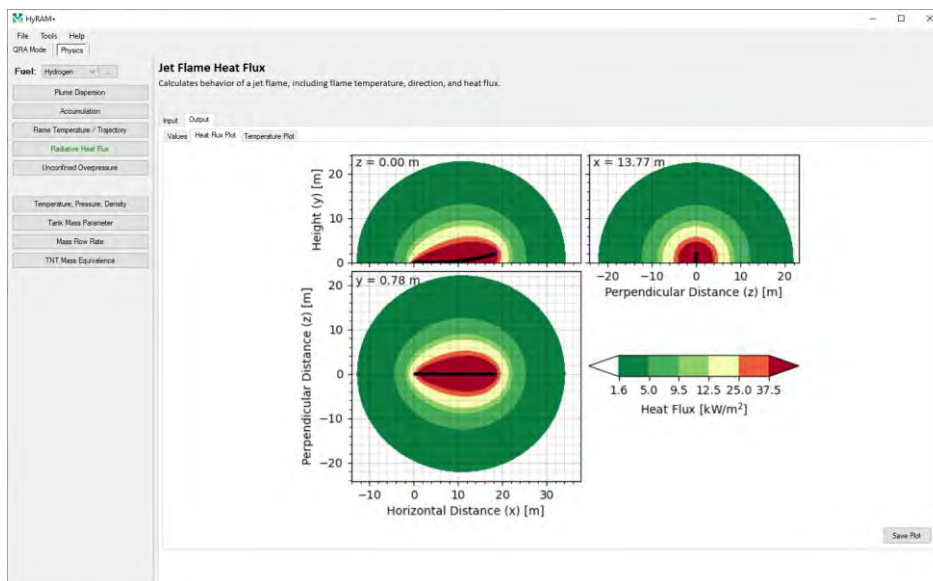 HyRAM+
File Tools Help
QRA Mode Physics
Fuel: Hydrogen ...
Plume Dispersion
Accumulation
Flame Temperature / Trajectory
Radiative Heat Flux
Unconfined Overpressure
Temperature, Pressure, Density
Tank Mass Parameter
Mass Flow Rate
TNT Mass Equivalence
Jet Flame Heat Flux
Calculates behavior of a jet flame, including flame temperature, direction, and heat flux.
Input Output
Values Heat Flux Plot Temperature Plot
z = 0.00 m
20
10
0
Height (y) [m]
x = 13.77 m
−20 −10 0 10 20
Perpendicular Distance (z) [m]
y = 0.78 m
20
10
0
−10
−20
Perpendicular Distance (z) [m]
−10 0 10 20 30
Horizontal Distance (x) [m]
1.6 5.0 9.5 12.5 25.0 37.5
Heat Flux [kW/m²]
Save Plot